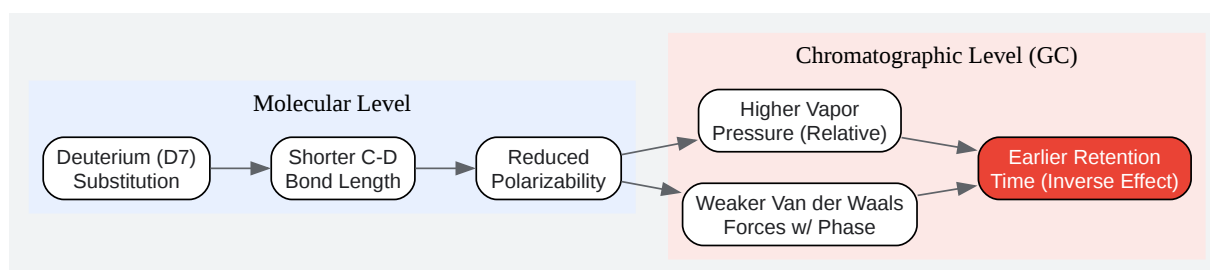 Molecular Level
Deuterium (D7)
Substitution
Shorter C-D
Bond Length
Reduced
Polarizability
Chromatographic Level (GC)
Higher Vapor
Pressure (Relative)
Weaker Van der Waals
Forces w/ Phase
Earlier Retention
Time (Inverse Effect)